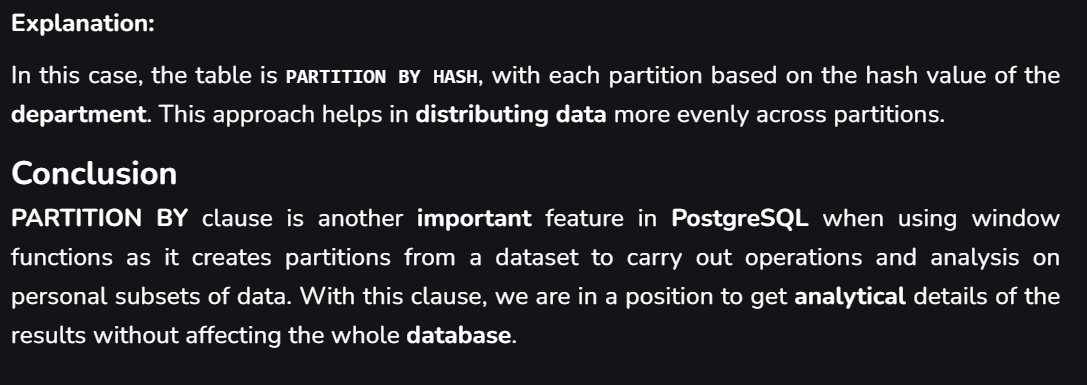 Explanation:
In this case, the table is PARTITION BY HASH, with each partition based on the hash value of the
department. This approach helps in distributing data more evenly across partitions.
Conclusion
PARTITION BY clause is another important feature in PostgreSQL when using window
functions as it creates partitions from a dataset to carry out operations and analysis on
personal subsets of data. With this clause, we are in a position to get analytical details of the
results without affecting the whole database.